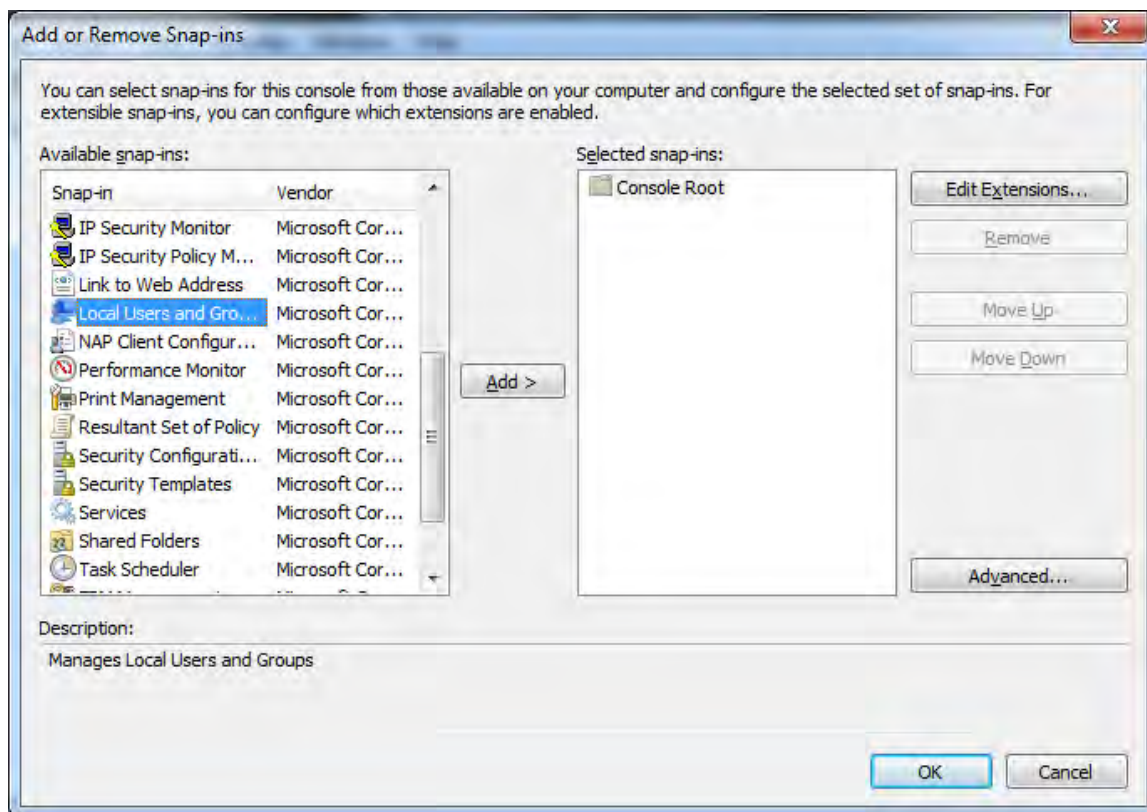 Add or Remove Snap-ins
You can select snap-ins for this console from those available on your computer and configure the selected set of snap-ins. For
extensible snap-ins, you can configure which extensions are enabled.
Available snap-ins:
Selected snap-ins:
Snap-in Vendor
IP Security Monitor Microsoft Cor...
IP Security Policy M... Microsoft Cor...
Link to Web Address Microsoft Cor...
Local Users and Gro... Microsoft Cor...
NAP Client Configur... Microsoft Cor...
Performance Monitor Microsoft Cor...
Print Management Microsoft Cor...
Resultant Set of Policy Microsoft Cor...
Security Configurati... Microsoft Cor...
Security Templates Microsoft Cor...
Services Microsoft Cor...
Shared Folders Microsoft Cor...
Task Scheduler Microsoft Cor...
Add >
Console Root
Edit Extensions...
Remove
Move Up
Move Down
Advanced...
Description:
Manages Local Users and Groups
OK
Cancel